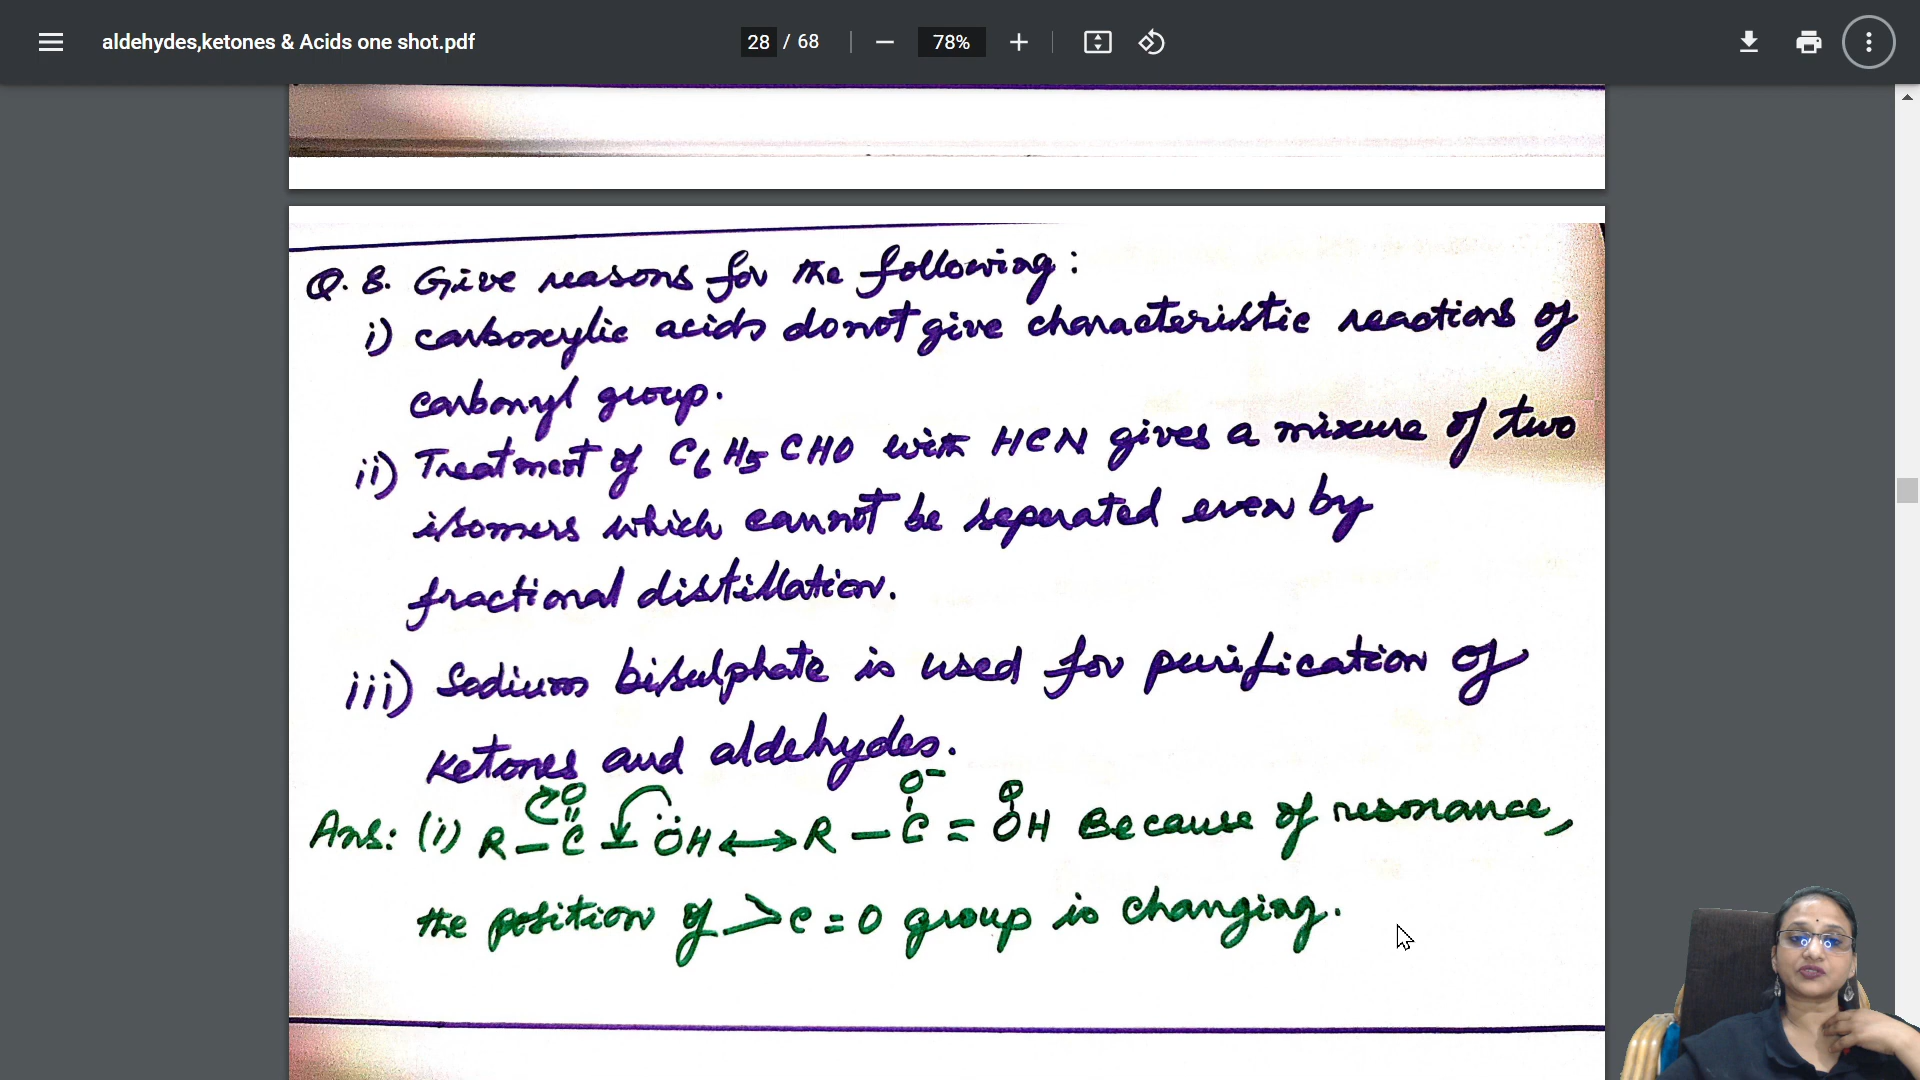 aldehydes,ketones & Acids one shot.pdf
28 / 68
78%
Q. 8. Give reasons for the following :
i) carboxylic acids donot give characteristic reactions of
carbonyl group.
ii) Treatment of C6H5CHO with HCN gives a mixure of two
isomers which cannot be seperated even by
fractional distillation.
iii) Sodium bisulphate is used for purification of
Ketones and aldehydes.
O O⁻ ⊕
Ans: (i) R – C ← ÖH ↔ R – C = OH Because of resonance,
the position of >C=O group is changing.